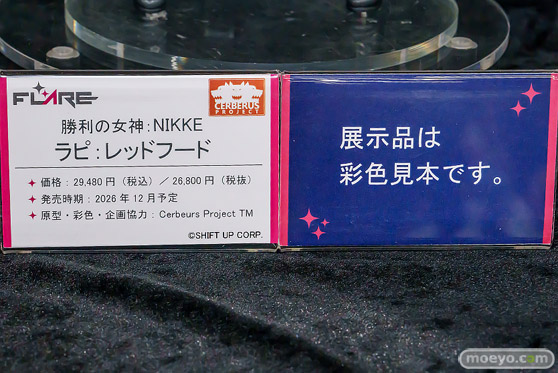 FLARE
CERBERUS
PROJECT
勝利の女神:NIKKE
ラピ:レッドフード
価格:29,480円(税込)/26,800円(税抜)
発売時期:2026年12月予定
原型・彩色・企画協力:Cerbeurs Project TM
©SHIFT UP CORP.
展示品は
彩色見本です。
moeyo.com